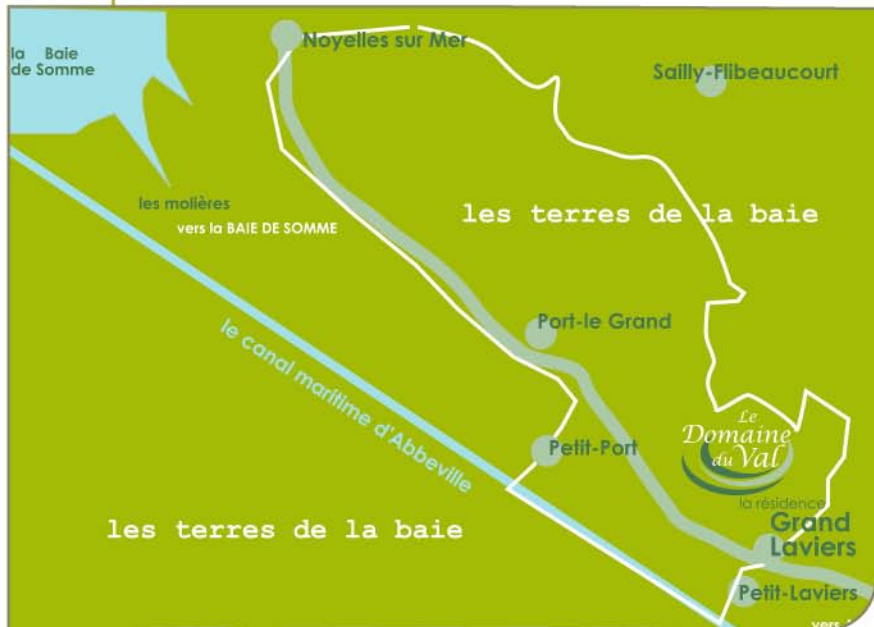 la Baie
de Somme
Noyelles sur Mer
Sailly-Flibeaucourt
les molières
vers la BAIE DE SOMME
les terres de la baie
Port-le Grand
le canal maritime d'Abbeville
Le
Domaine
du Val
Petit-Port
la résidence
les terres de la baie
Grand
Laviers
Petit-Laviers
vers